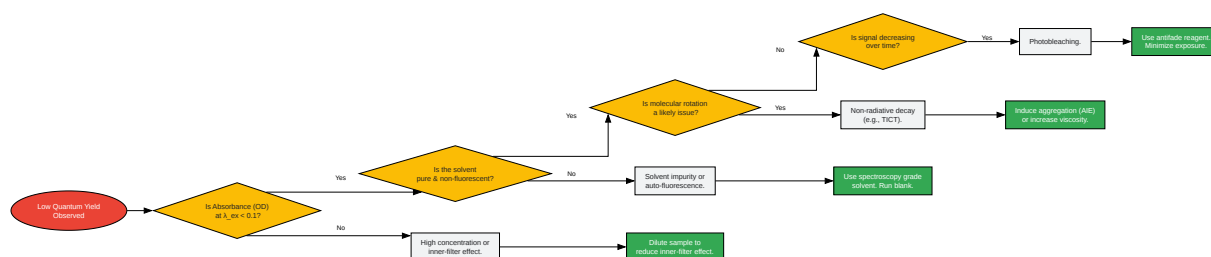 Is signal decreasing
over time?
Yes
Photobleaching.
Use antifade reagent.
Minimize exposure.
No
Is molecular rotation
a likely issue?
Yes
Non-radiative decay
(e.g., TICT).
Induce aggregation (AIE)
or increase viscosity.
Yes
Is the solvent
pure & non-fluorescent?
No
Solvent impurity or
auto-fluorescence.
Use spectroscopy grade
solvent. Run blank.
Yes
Low Quantum Yield
Observed
Is Absorbance (OD)
at λ_ex < 0.1?
No
High concentration or
inner-filter effect.
Dilute sample to
reduce inner-filter effect.